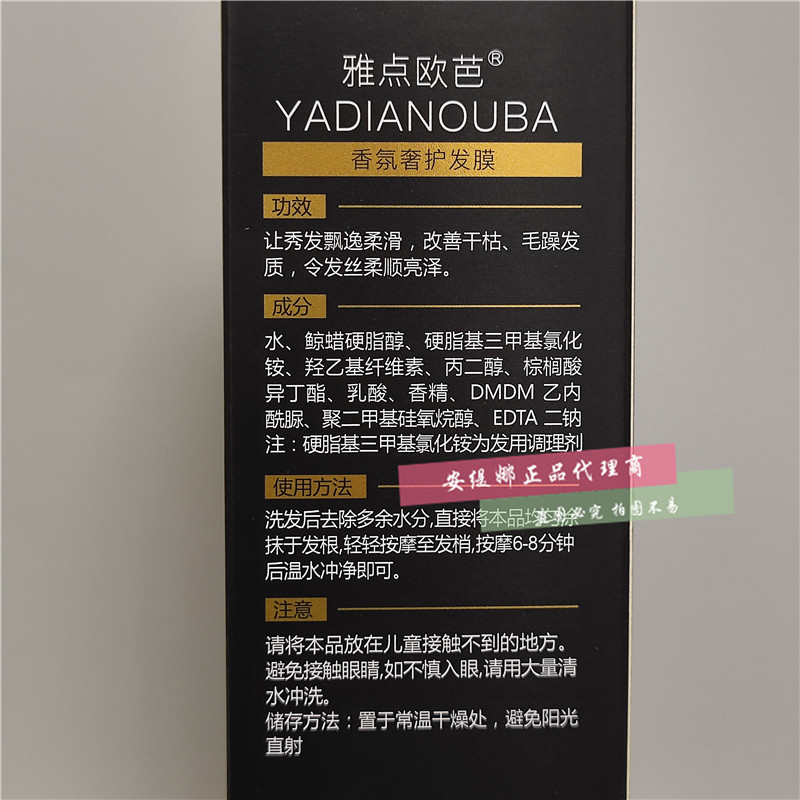 雅点欧芭®
YADIANOUBA
香氛奢护发膜
功效
让秀发飘逸柔滑，改善干枯、毛躁发
质，令发丝柔顺亮泽。
成分
水、鲸蜡硬脂醇、硬脂基三甲基氯化
铵、羟乙基纤维素、丙二醇、棕榈酸
异丁酯、乳酸、香精、DMDM 乙内
酰脲、聚二甲基硅氧烷醇、EDTA 二钠
注：硬脂基三甲基氯化铵为发用调理剂
安缇娜正品代理商
使用方法
洗发后去除多余水分,直接将本品均匀涂
必究 拍图不易
抹于发根,轻轻按摩至发梢,按摩6-8分钟
后温水冲净即可。
注意
请将本品放在儿童接触不到的地方。
避免接触眼睛,如不慎入眼,请用大量清
水冲洗。
储存方法：置于常温干燥处，避免阳光
直射